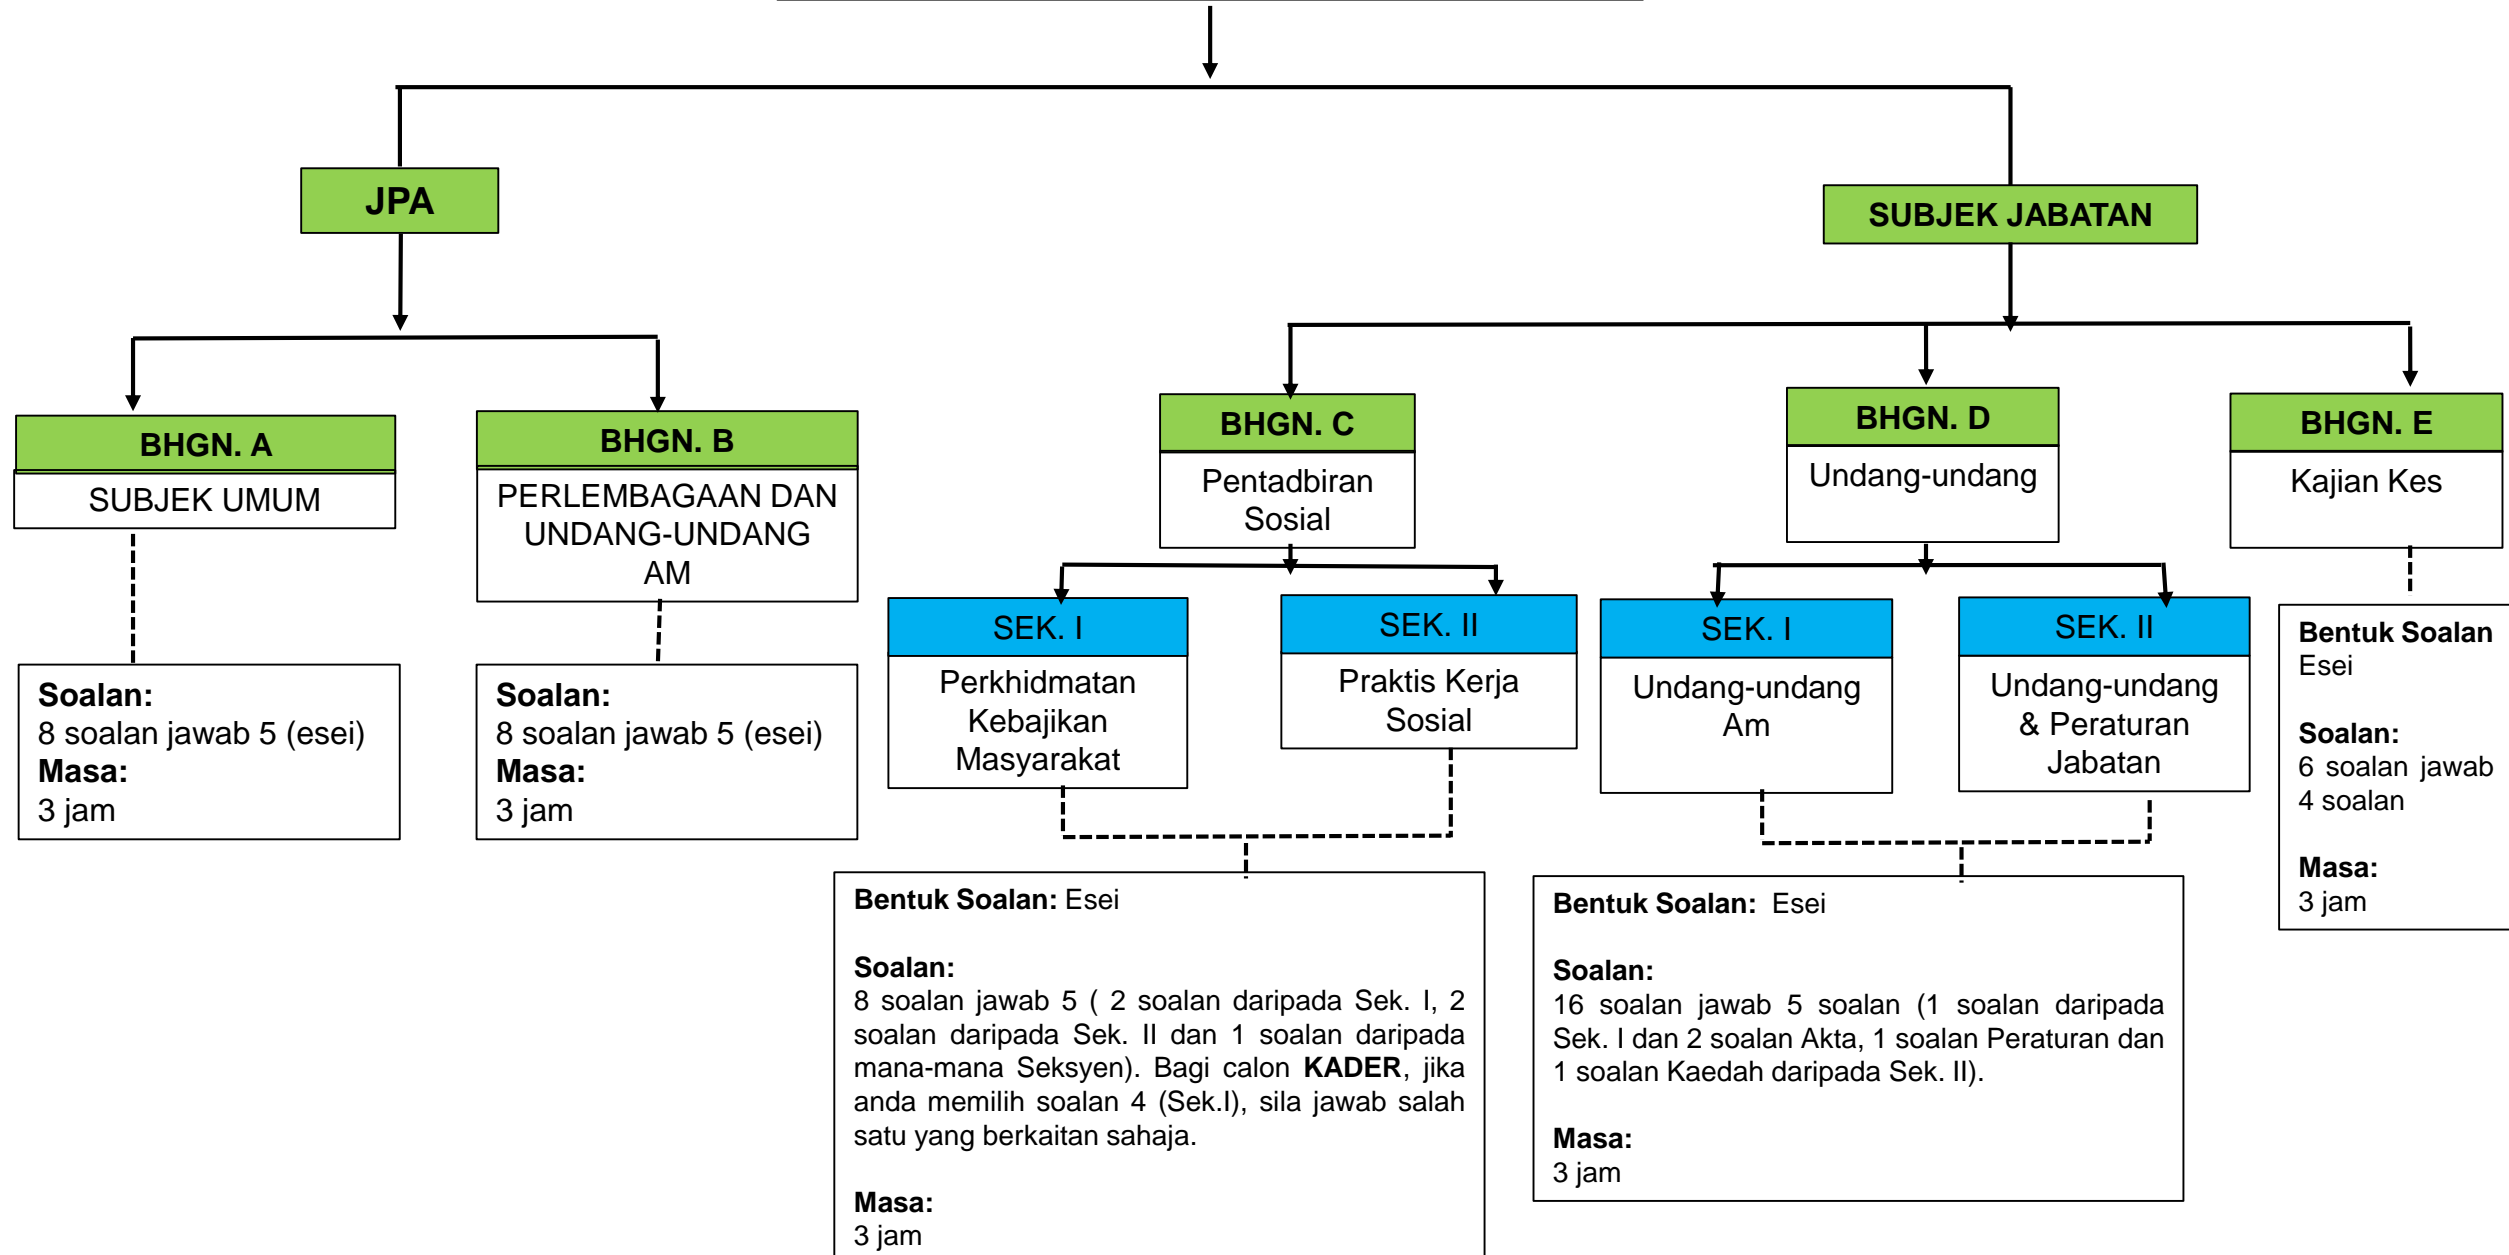 JPA
SUBJEK JABATAN
BHGN. A
SUBJEK UMUM
BHGN. B
PERLEMBAGAAN DAN
UNDANG-UNDANG
AM
BHGN. C
Pentadbiran
Sosial
BHGN. D
Undang-undang
BHGN. E
Kajian Kes
SEK. I
Perkhidmatan
Kebajikan
Masyarakat
SEK. II
Praktis Kerja
Sosial
SEK. I
Undang-undang
Am
SEK. II
Undang-undang
& Peraturan
Jabatan
Soalan:
8 soalan jawab 5 (esei)
Masa:
3 jam
Soalan:
8 soalan jawab 5 (esei)
Masa:
3 jam
Bentuk Soalan: Esei
Soalan:
8 soalan jawab 5 ( 2 soalan daripada Sek. I, 2
soalan daripada Sek. II dan 1 soalan daripada
mana-mana Seksyen). Bagi calon KADER, jika
anda memilih soalan 4 (Sek.I), sila jawab salah
satu yang berkaitan sahaja.
Masa:
3 jam
Bentuk Soalan: Esei
Soalan:
16 soalan jawab 5 soalan (1 soalan daripada
Sek. I dan 2 soalan Akta, 1 soalan Peraturan dan
1 soalan Kaedah daripada Sek. II).
Masa:
3 jam
Bentuk Soalan
Esei
Soalan:
6 soalan jawab
4 soalan
Masa:
3 jam